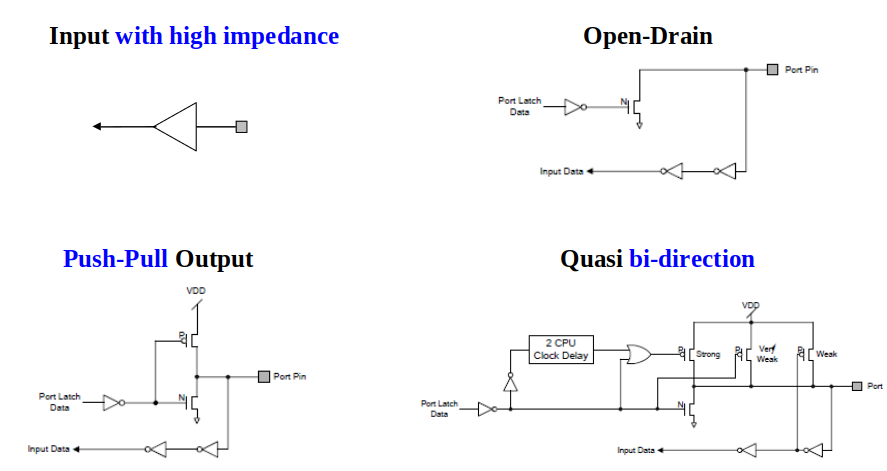 Input with high impedance
Open-Drain
Port Pin
Port Latch
Data
N
Input Data
Push-Pull Output
VDD
P
Port Pin
Port Latch
Data
N
Input Data
Quasi bi-direction
VDD
2 CPU
Clock Delay
P
Strong
P
Very
Weak
P
Weak
Port
Port Latch
Data
N
Input Data